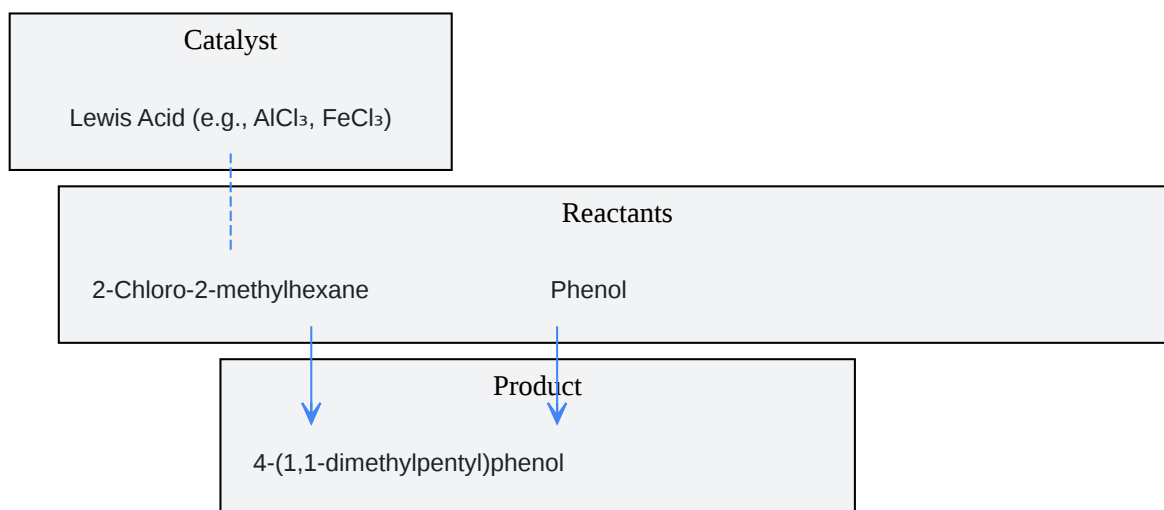 Catalyst
Lewis Acid (e.g., AlCl₃, FeCl₃)
Reactants
2-Chloro-2-methylhexane Phenol
Product
4-(1,1-dimethylpentyl)phenol